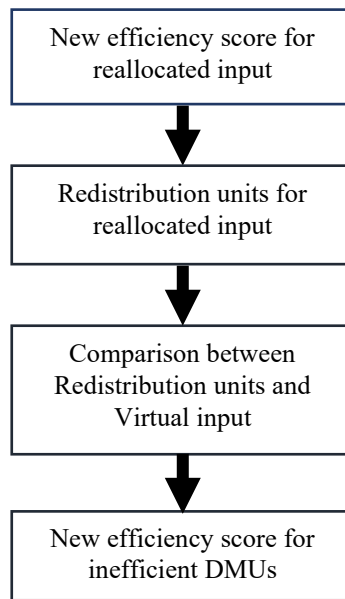 New efficiency score for
reallocated input
Redistribution units for
reallocated input
Comparison between
Redistribution units and
Virtual input
New efficiency score for
inefficient DMUs